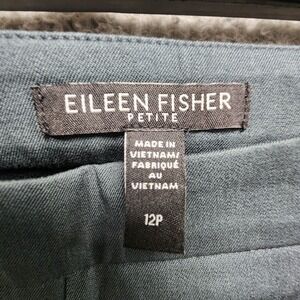 EILEEN FISHER
PETITE
MADE IN
VIETNAM/
FABRIQUÉ
AU
VIETNAM
12P